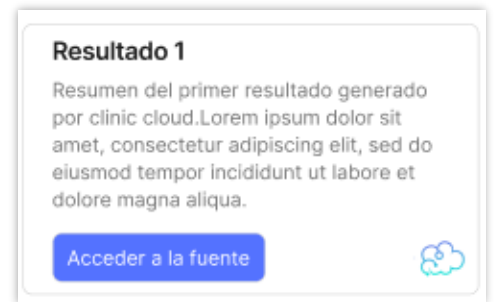 Resultado 1
Resumen del primer resultado generado
por clinic cloud.Lorem ipsum dolor sit
amet, consectetur adipiscing elit, sed do
eiusmod tempor incididunt ut labore et
dolore magna aliqua.
Acceder a la fuente